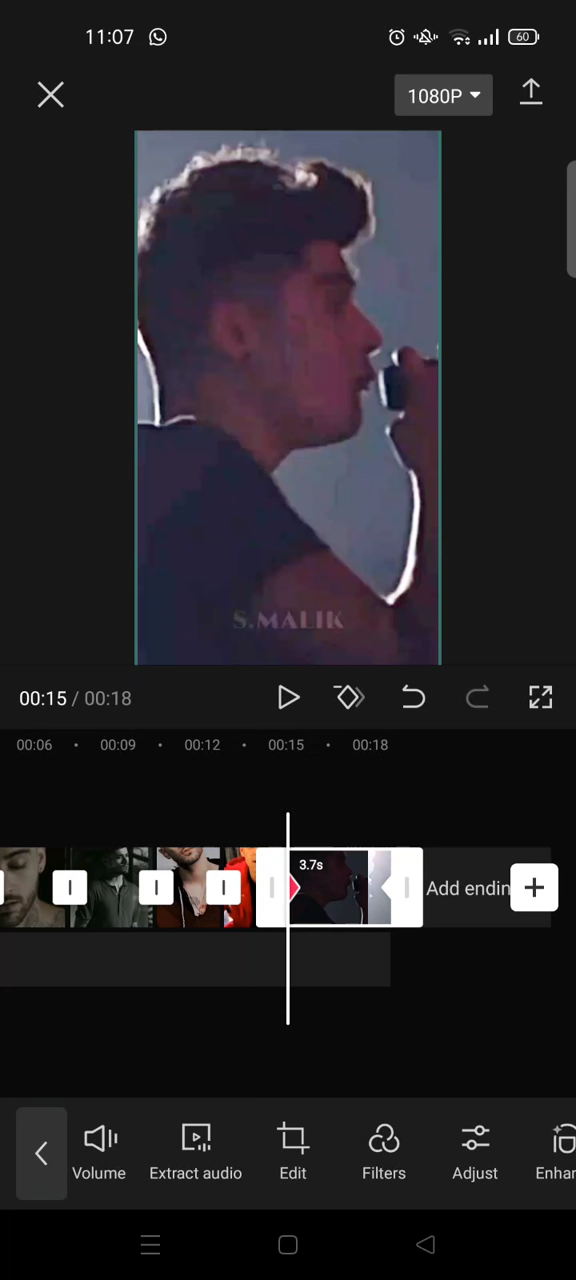 11:07
60
1080P
S.MALIK
00:15 / 00:18
00:06 00:09 00:12 00:15 00:18
3.7s
Add endin
Volume Extract audio Edit Filters Adjust Enhan